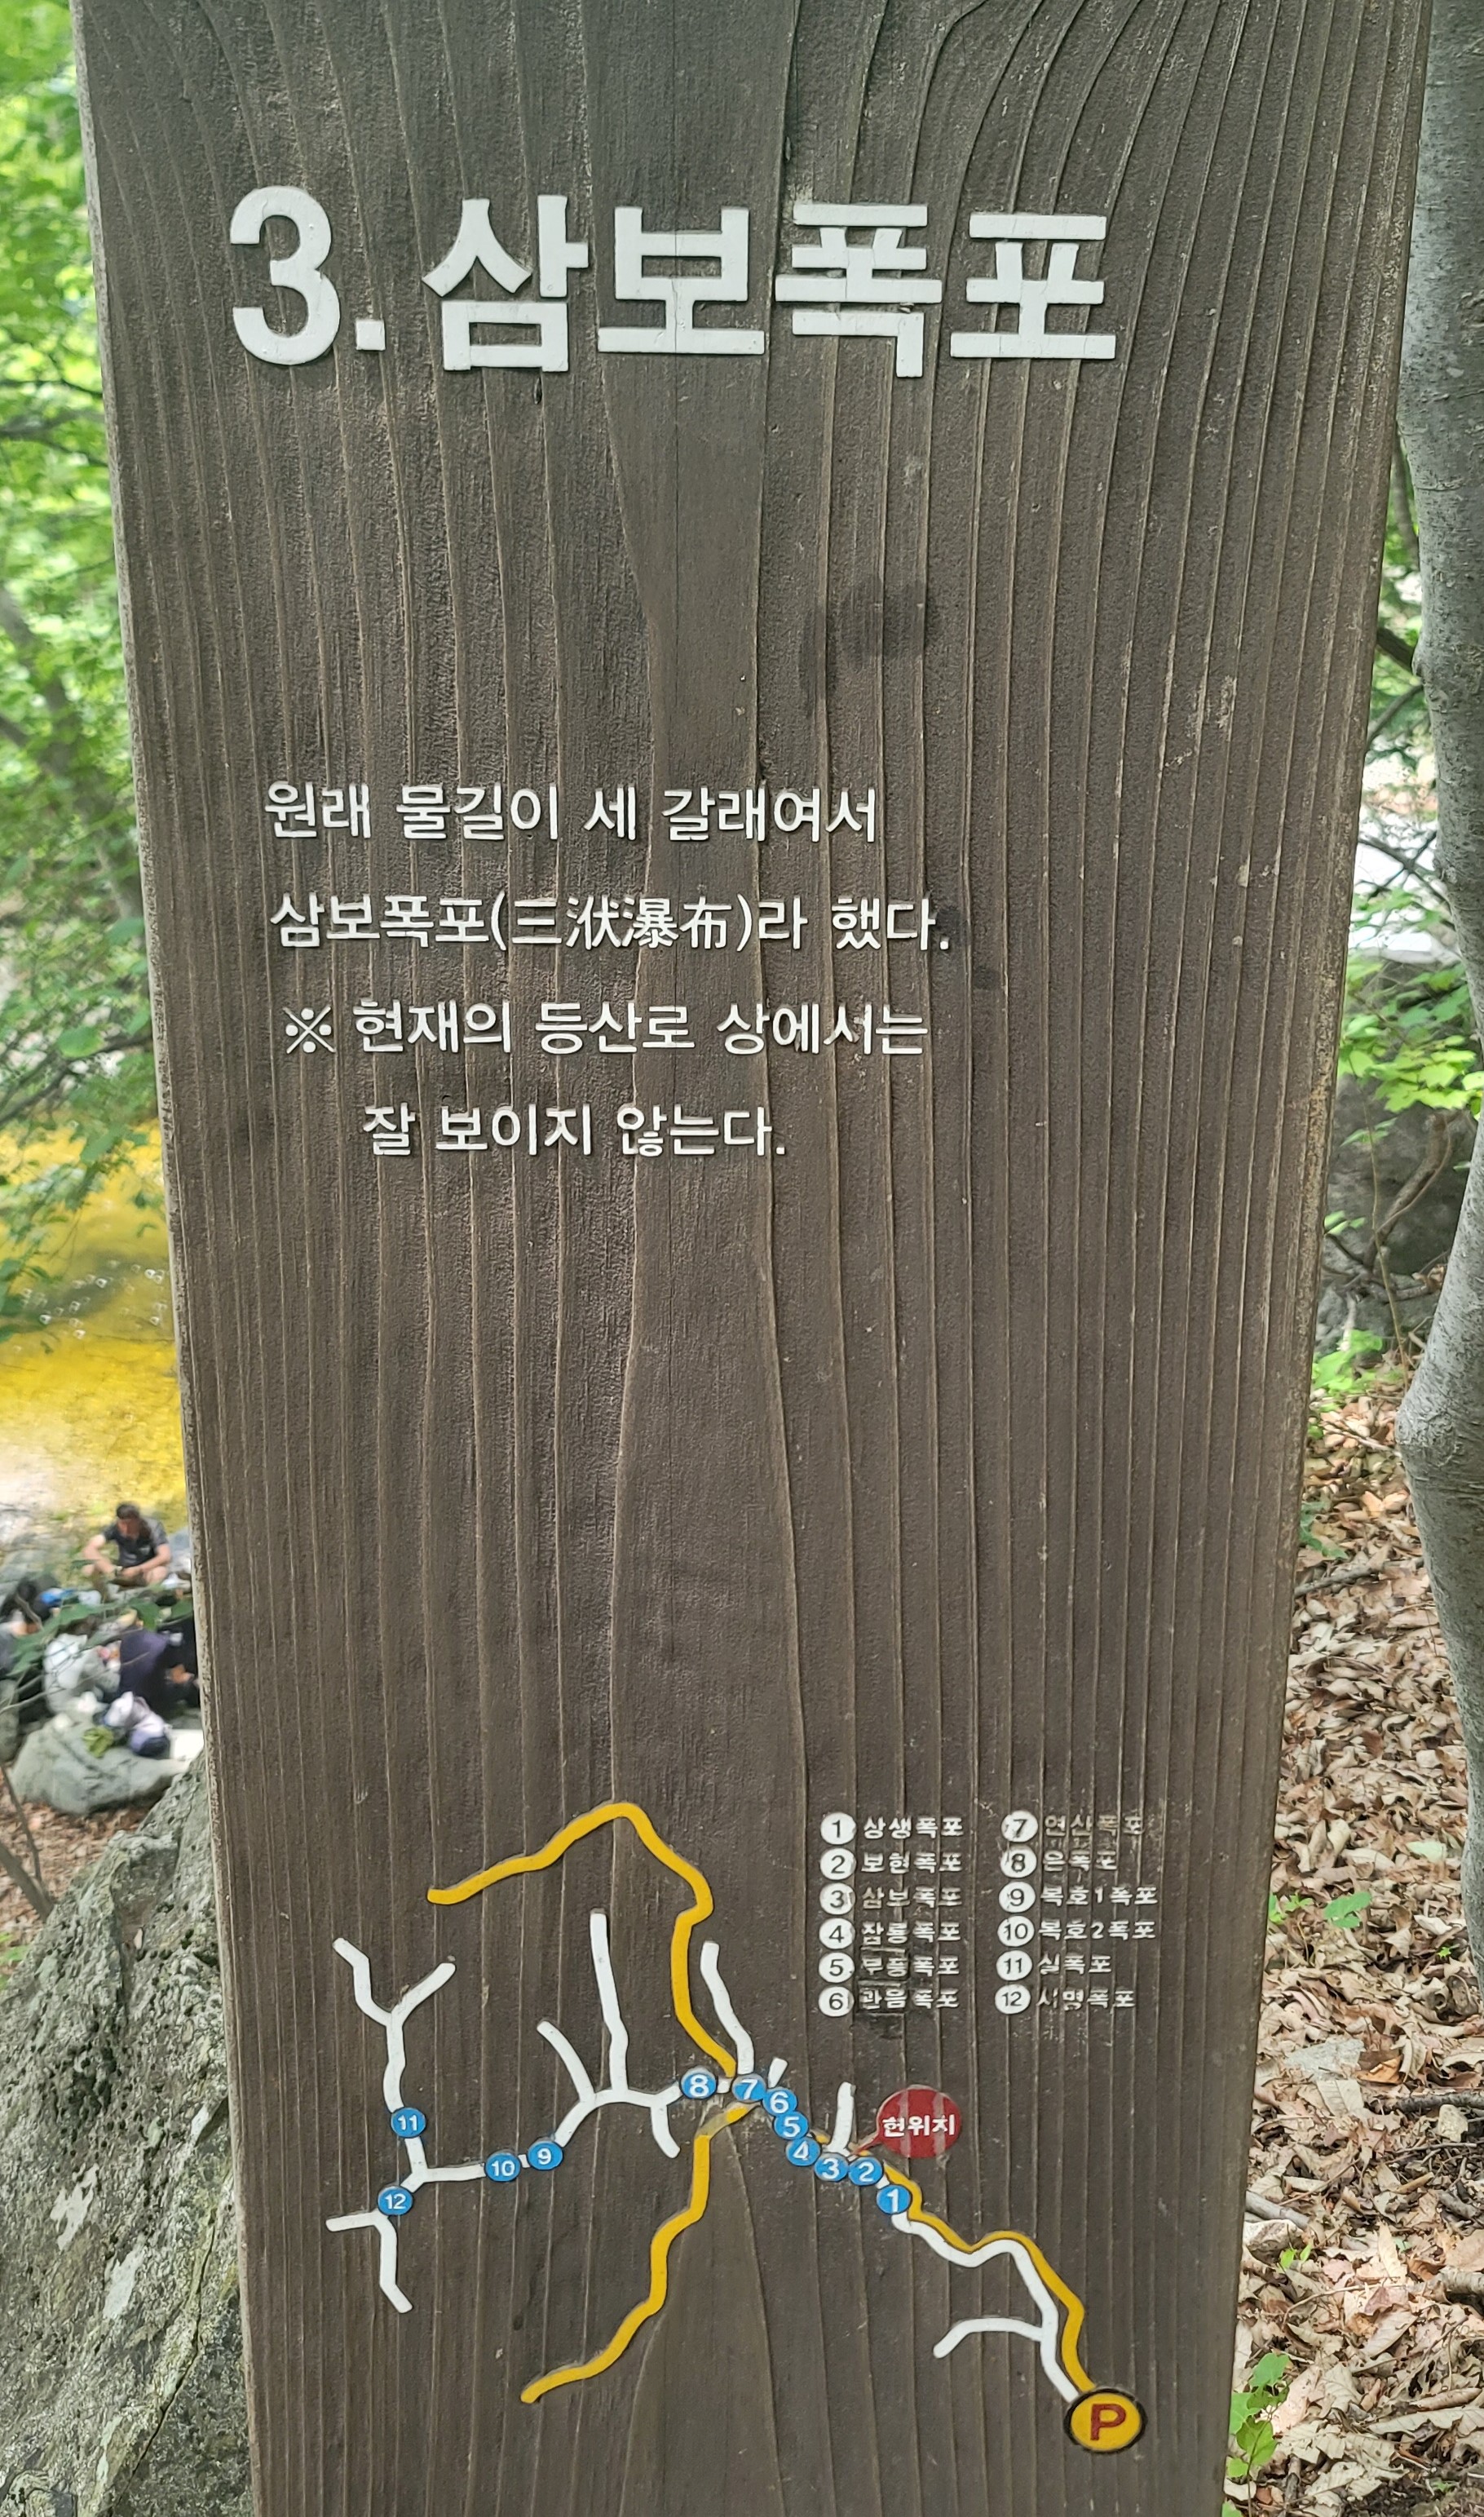 3. 삼보폭포
원래 물길이 세 갈래여서
삼보폭포(三洑瀑布)라 했다.
※ 현재의 등산로 상에서는
잘 보이지 않는다.
1 상생폭포
2 보현폭포
3 삼보폭포
4 잠룡폭포
5 무풍폭포
6 관음폭포
7 연산폭포
8 은폭포
9 복호1폭포
10 복호2폭포
11 실폭포
12 시명폭포
8 7 6
현위치
5
11
4 3 2
10 9
12
1
P